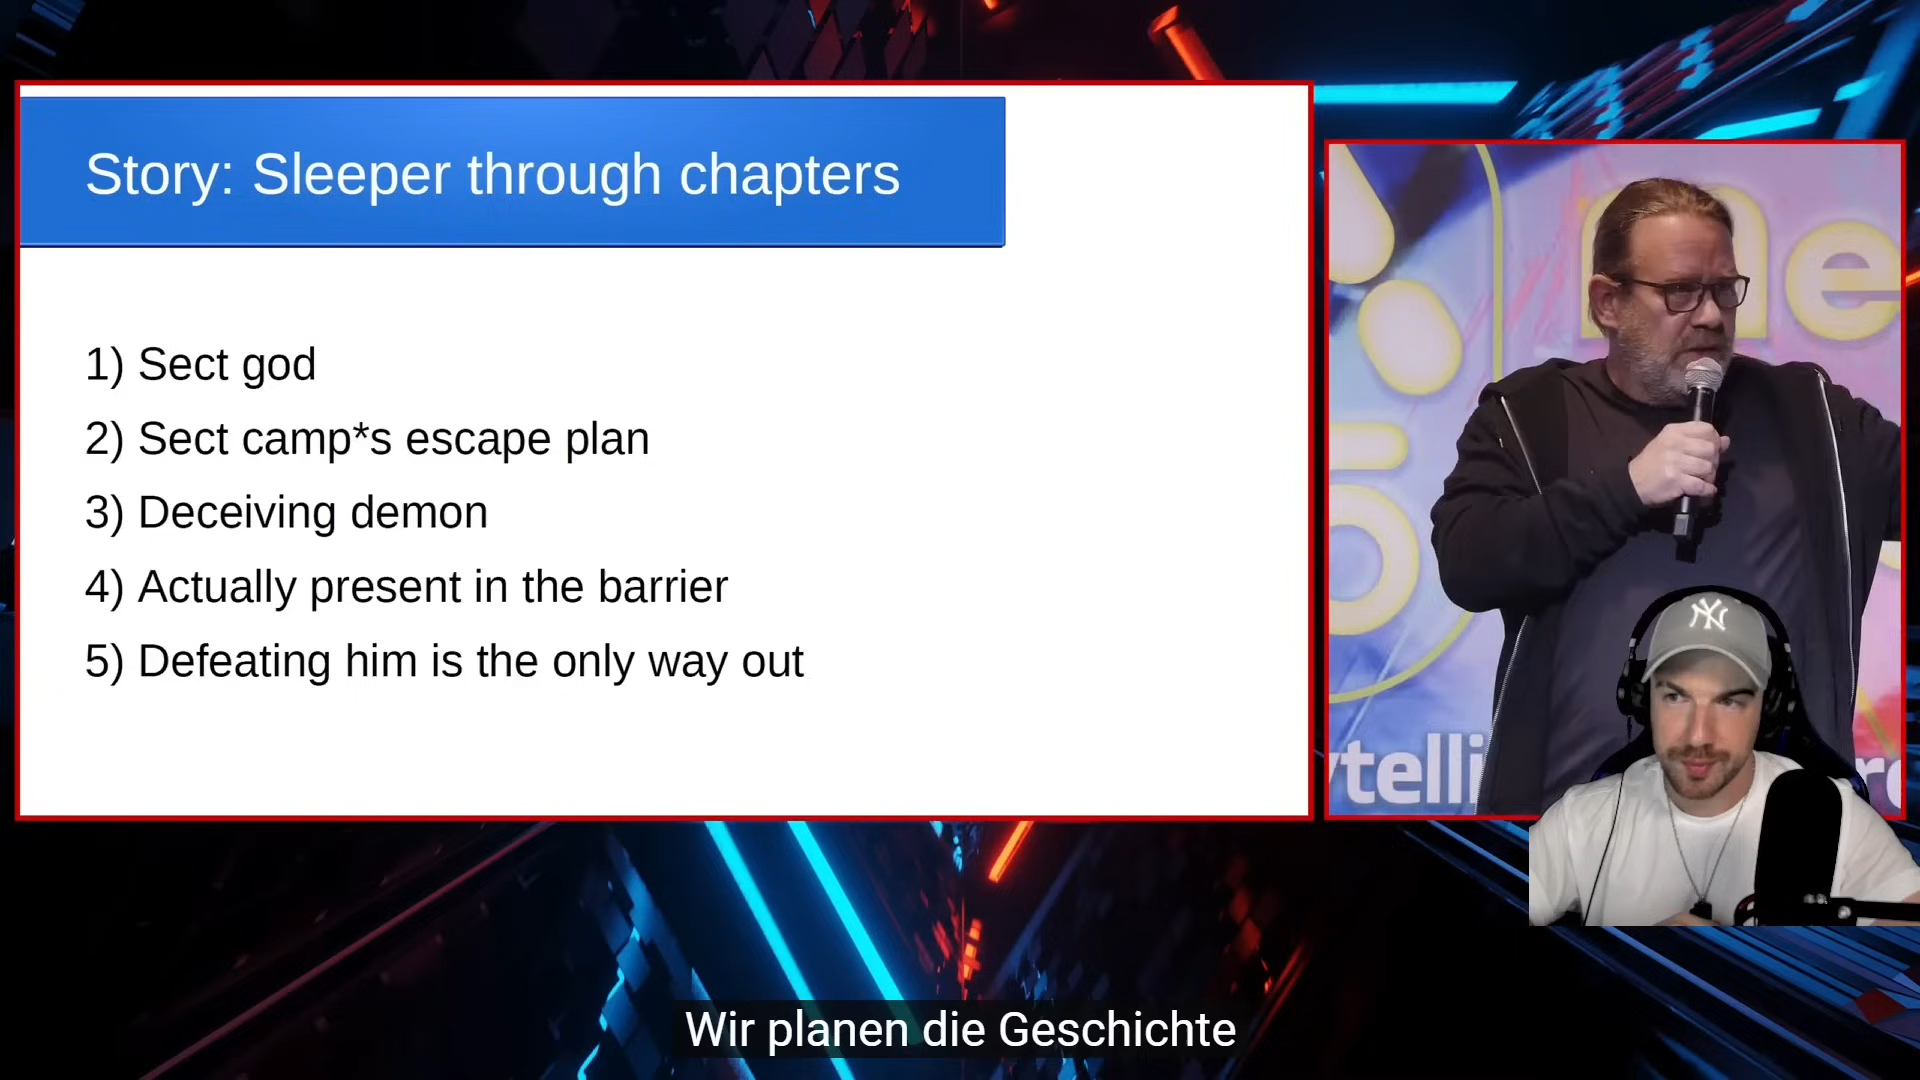 Story: Sleeper through chapters
1) Sect god
2) Sect camp*s escape plan
3) Deceiving demon
4) Actually present in the barrier
5) Defeating him is the only way out
NY
Wir planen die Geschichte